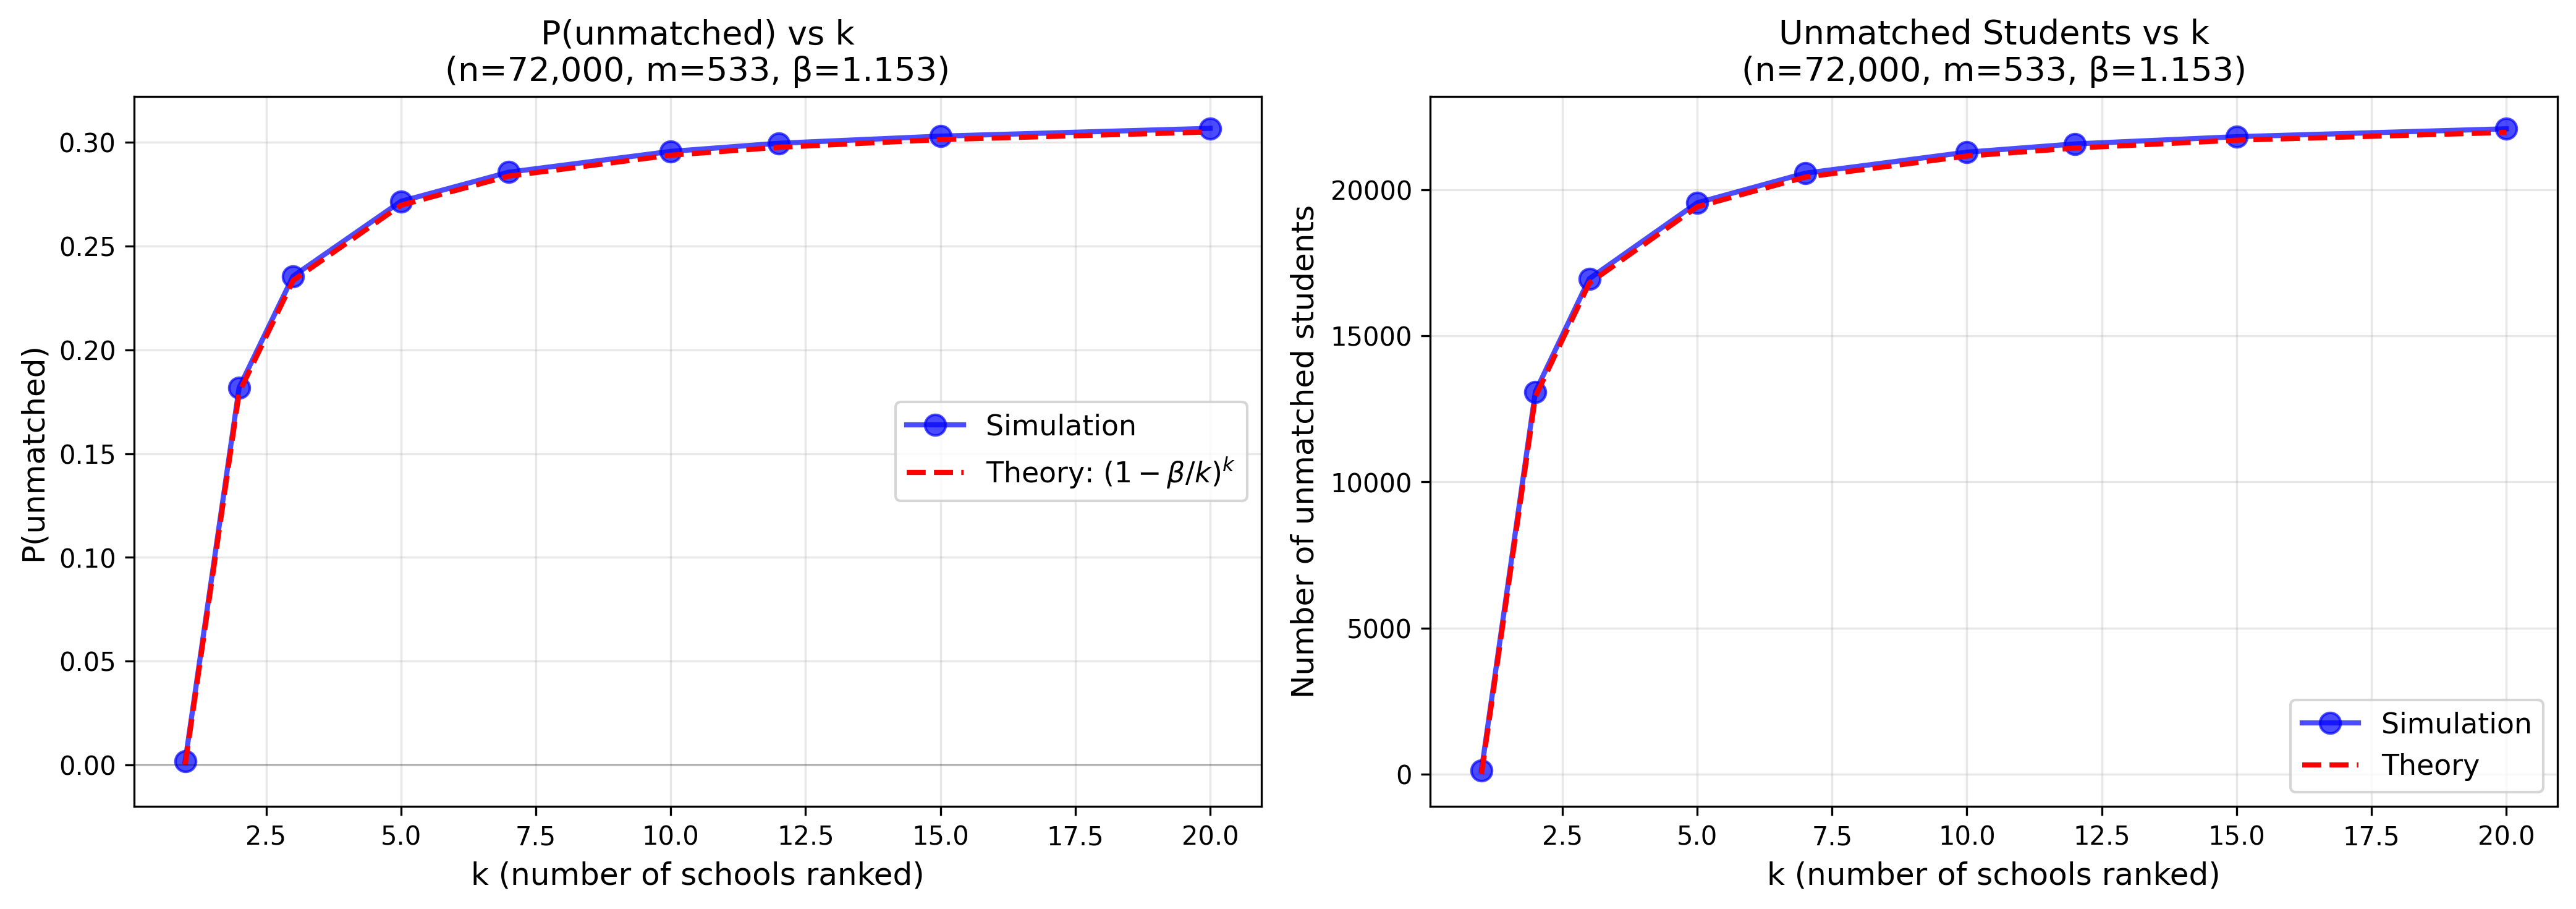 P(unmatched) vs k
(n=72,000, m=533, β=1.153)
P(unmatched)
0.30
0.25
0.20
0.15
0.10
0.05
0.00
Simulation
Theory: (1 − β/k)^k
2.5 5.0 7.5 10.0 12.5 15.0 17.5 20.0
k (number of schools ranked)
Unmatched Students vs k
(n=72,000, m=533, β=1.153)
Number of unmatched students
20000
15000
10000
5000
0
Simulation
Theory
2.5 5.0 7.5 10.0 12.5 15.0 17.5 20.0
k (number of schools ranked)